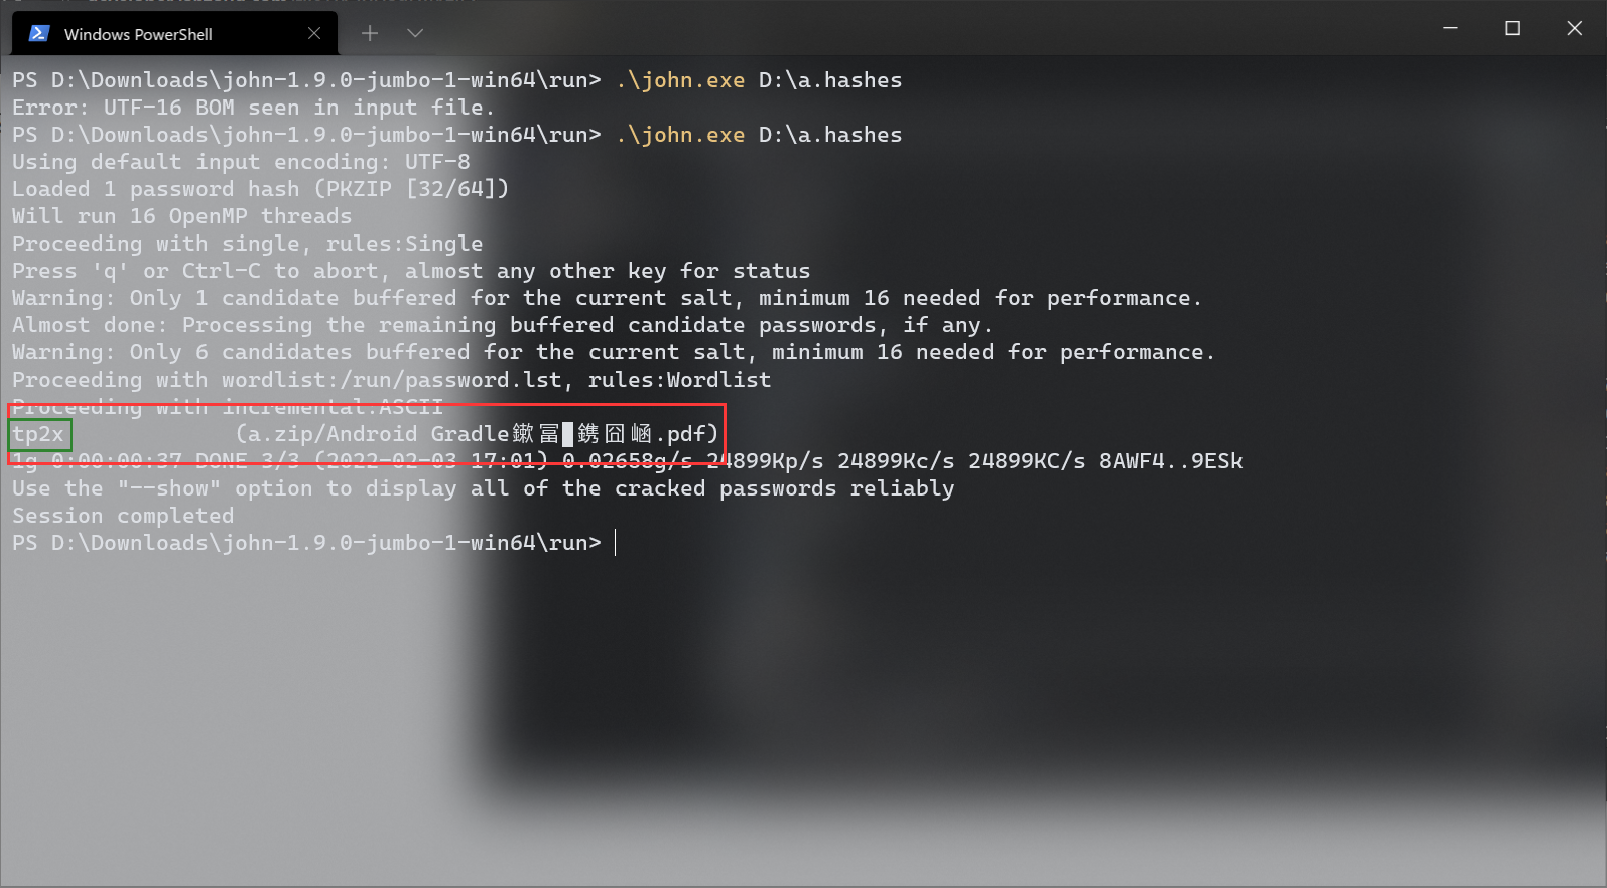 Windows PowerShell
PS D:\Downloads\john-1.9.0-jumbo-1-win64\run> .\john.exe D:\a.hashes
Error: UTF-16 BOM seen in input file.
PS D:\Downloads\john-1.9.0-jumbo-1-win64\run> .\john.exe D:\a.hashes
Using default input encoding: UTF-8
Loaded 1 password hash (PKZIP [32/64])
Will run 16 OpenMP threads
Proceeding with single, rules:Single
Press 'q' or Ctrl-C to abort, almost any other key for status
Warning: Only 1 candidate buffered for the current salt, minimum 16 needed for performance.
Almost done: Processing the remaining buffered candidate passwords, if any.
Warning: Only 6 candidates buffered for the current salt, minimum 16 needed for performance.
Proceeding with wordlist:/run/password.lst, rules:Wordlist
Proceeding with incremental:ASCII
tp2x (a.zip/Android Gradle鏉冨█鎸囧崡.pdf)
1g 0:00:00:37 DONE 3/3 (2022-02-03 17:01) 0.02658g/s 24899Kp/s 24899Kc/s 24899KC/s 8AWF4..9ESk
Use the "--show" option to display all of the cracked passwords reliably
Session completed
PS D:\Downloads\john-1.9.0-jumbo-1-win64\run>